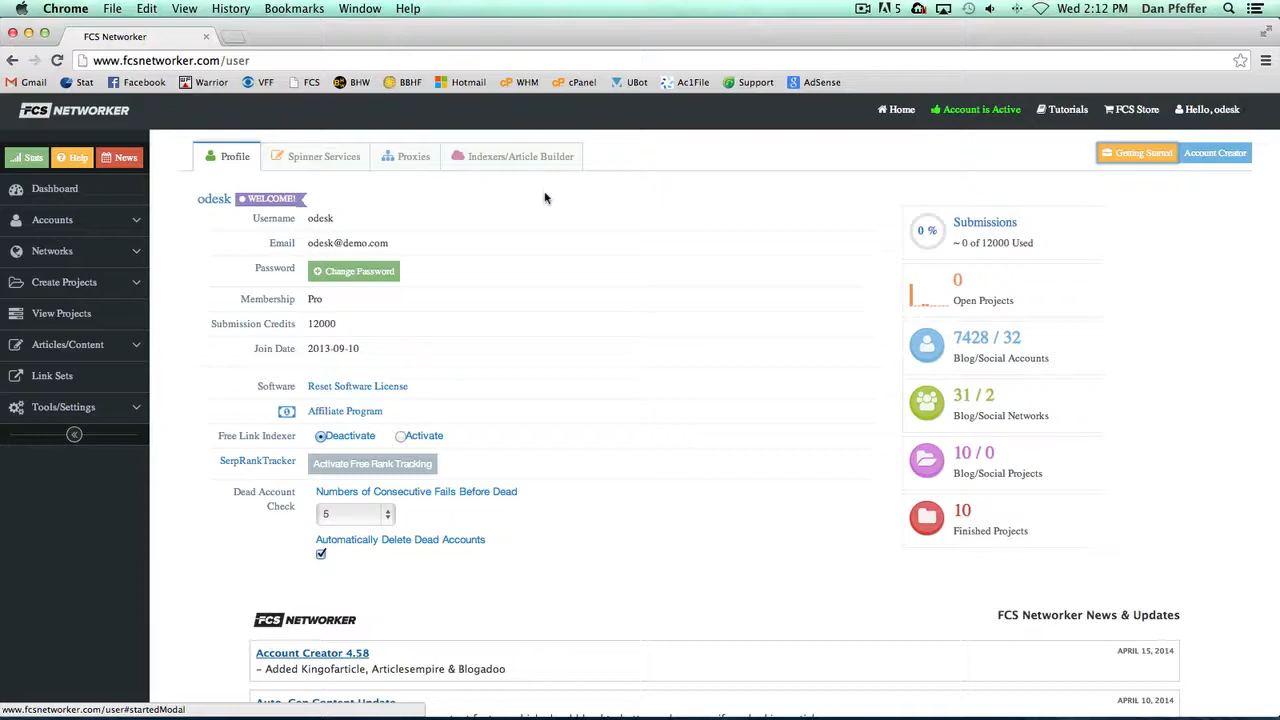 Chrome File Edit View History Bookmarks Window Help 5 Wed 2:12 PM Dan Pfeffer
FCS Networker
www.fcsnetworker.com/user
Gmail Stat Facebook Warrior VFF FCS BHW BBHF Hotmail WHM cPanel UBot Ac1File Support AdSense
FCS NETWORKER Home Account is Active Tutorials FCS Store Hello, odesk
Stats Help News Profile Spinner Services Proxies Indexers/Article Builder Getting Started Account Creator
Dashboard
Accounts
Networks
Create Projects
View Projects
Articles/Content
Link Sets
Tools/Settings
odesk WELCOME!
Username odesk
Email odesk@demo.com
Password Change Password
Membership Pro
Submission Credits 12000
Join Date 2013-09-10
Software Reset Software License
Affiliate Program
Free Link Indexer Deactivate Activate
SerpRankTracker Activate Free Rank Tracking
Dead Account Check Numbers of Consecutive Fails Before Dead
5
Automatically Delete Dead Accounts
0 % Submissions
~ 0 of 12000 Used
0
Open Projects
7428 / 32
Blog/Social Accounts
31 / 2
Blog/Social Networks
10 / 0
Blog/Social Projects
10
Finished Projects
FCS NETWORKER FCS Networker News & Updates
Account Creator 4.58 APRIL 15, 2014
– Added Kingofarticle, Articlesempire & Blogadoo
Auto-Gen Content Update APRIL 10, 2014
www.fcsnetworker.com/user#startedModal